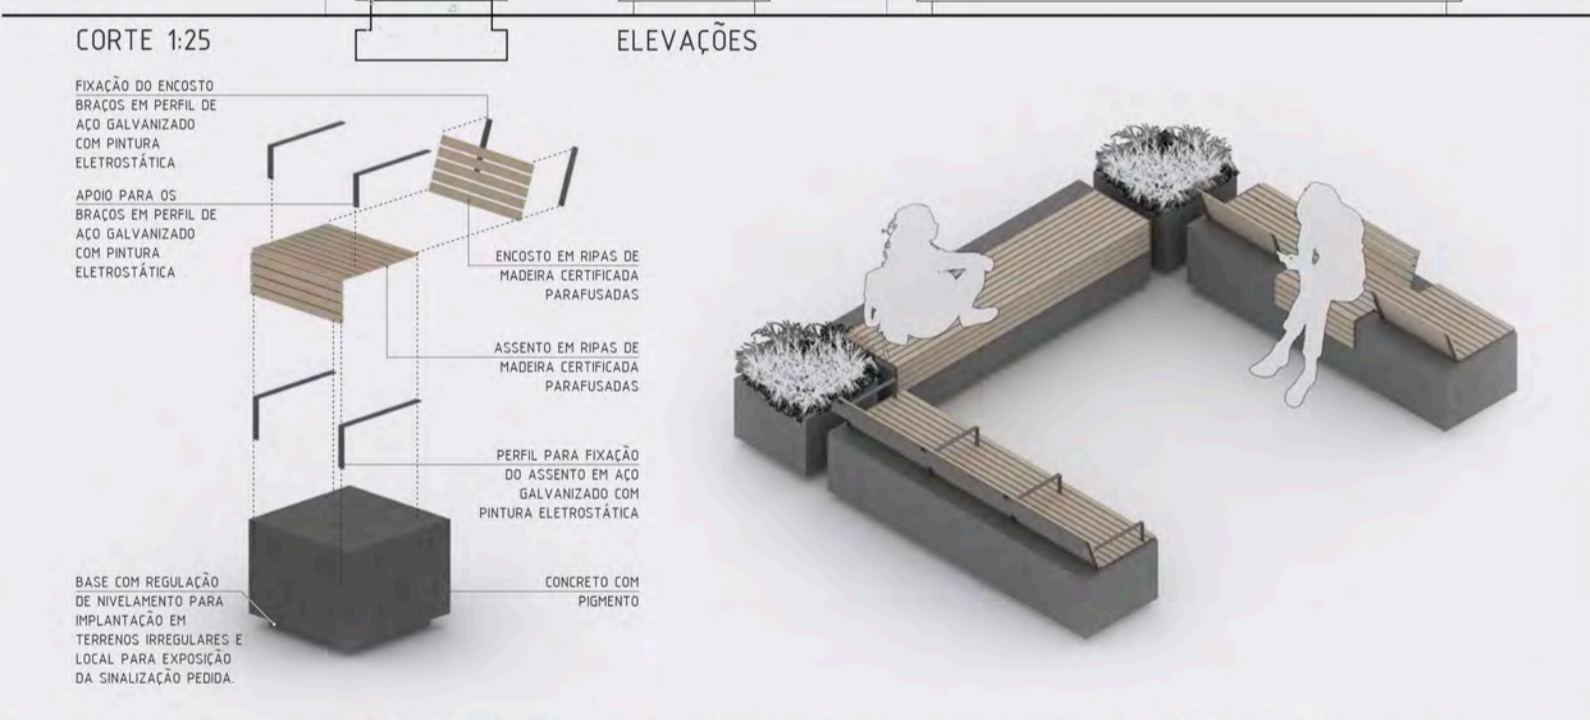 CORTE 1:25
ELEVAÇÕES
FIXAÇÃO DO ENCOSTO
BRAÇOS EM PERFIL DE
AÇO GALVANIZADO
COM PINTURA
ELETROSTÁTICA
APOIO PARA OS
BRAÇOS EM PERFIL DE
AÇO GALVANIZADO
COM PINTURA
ELETROSTÁTICA
ENCOSTO EM RIPAS DE
MADEIRA CERTIFICADA
PARAFUSADAS
ASSENTO EM RIPAS DE
MADEIRA CERTIFICADA
PARAFUSADAS
PERFIL PARA FIXAÇÃO
DO ASSENTO EM AÇO
GALVANIZADO COM
PINTURA ELETROSTÁTICA
BASE COM REGULAÇÃO
DE NIVELAMENTO PARA
IMPLANTAÇÃO EM
TERRENOS IRREGULARES E
LOCAL PARA EXPOSIÇÃO
DA SINALIZAÇÃO PEDIDA.
CONCRETO COM
PIGMENTO